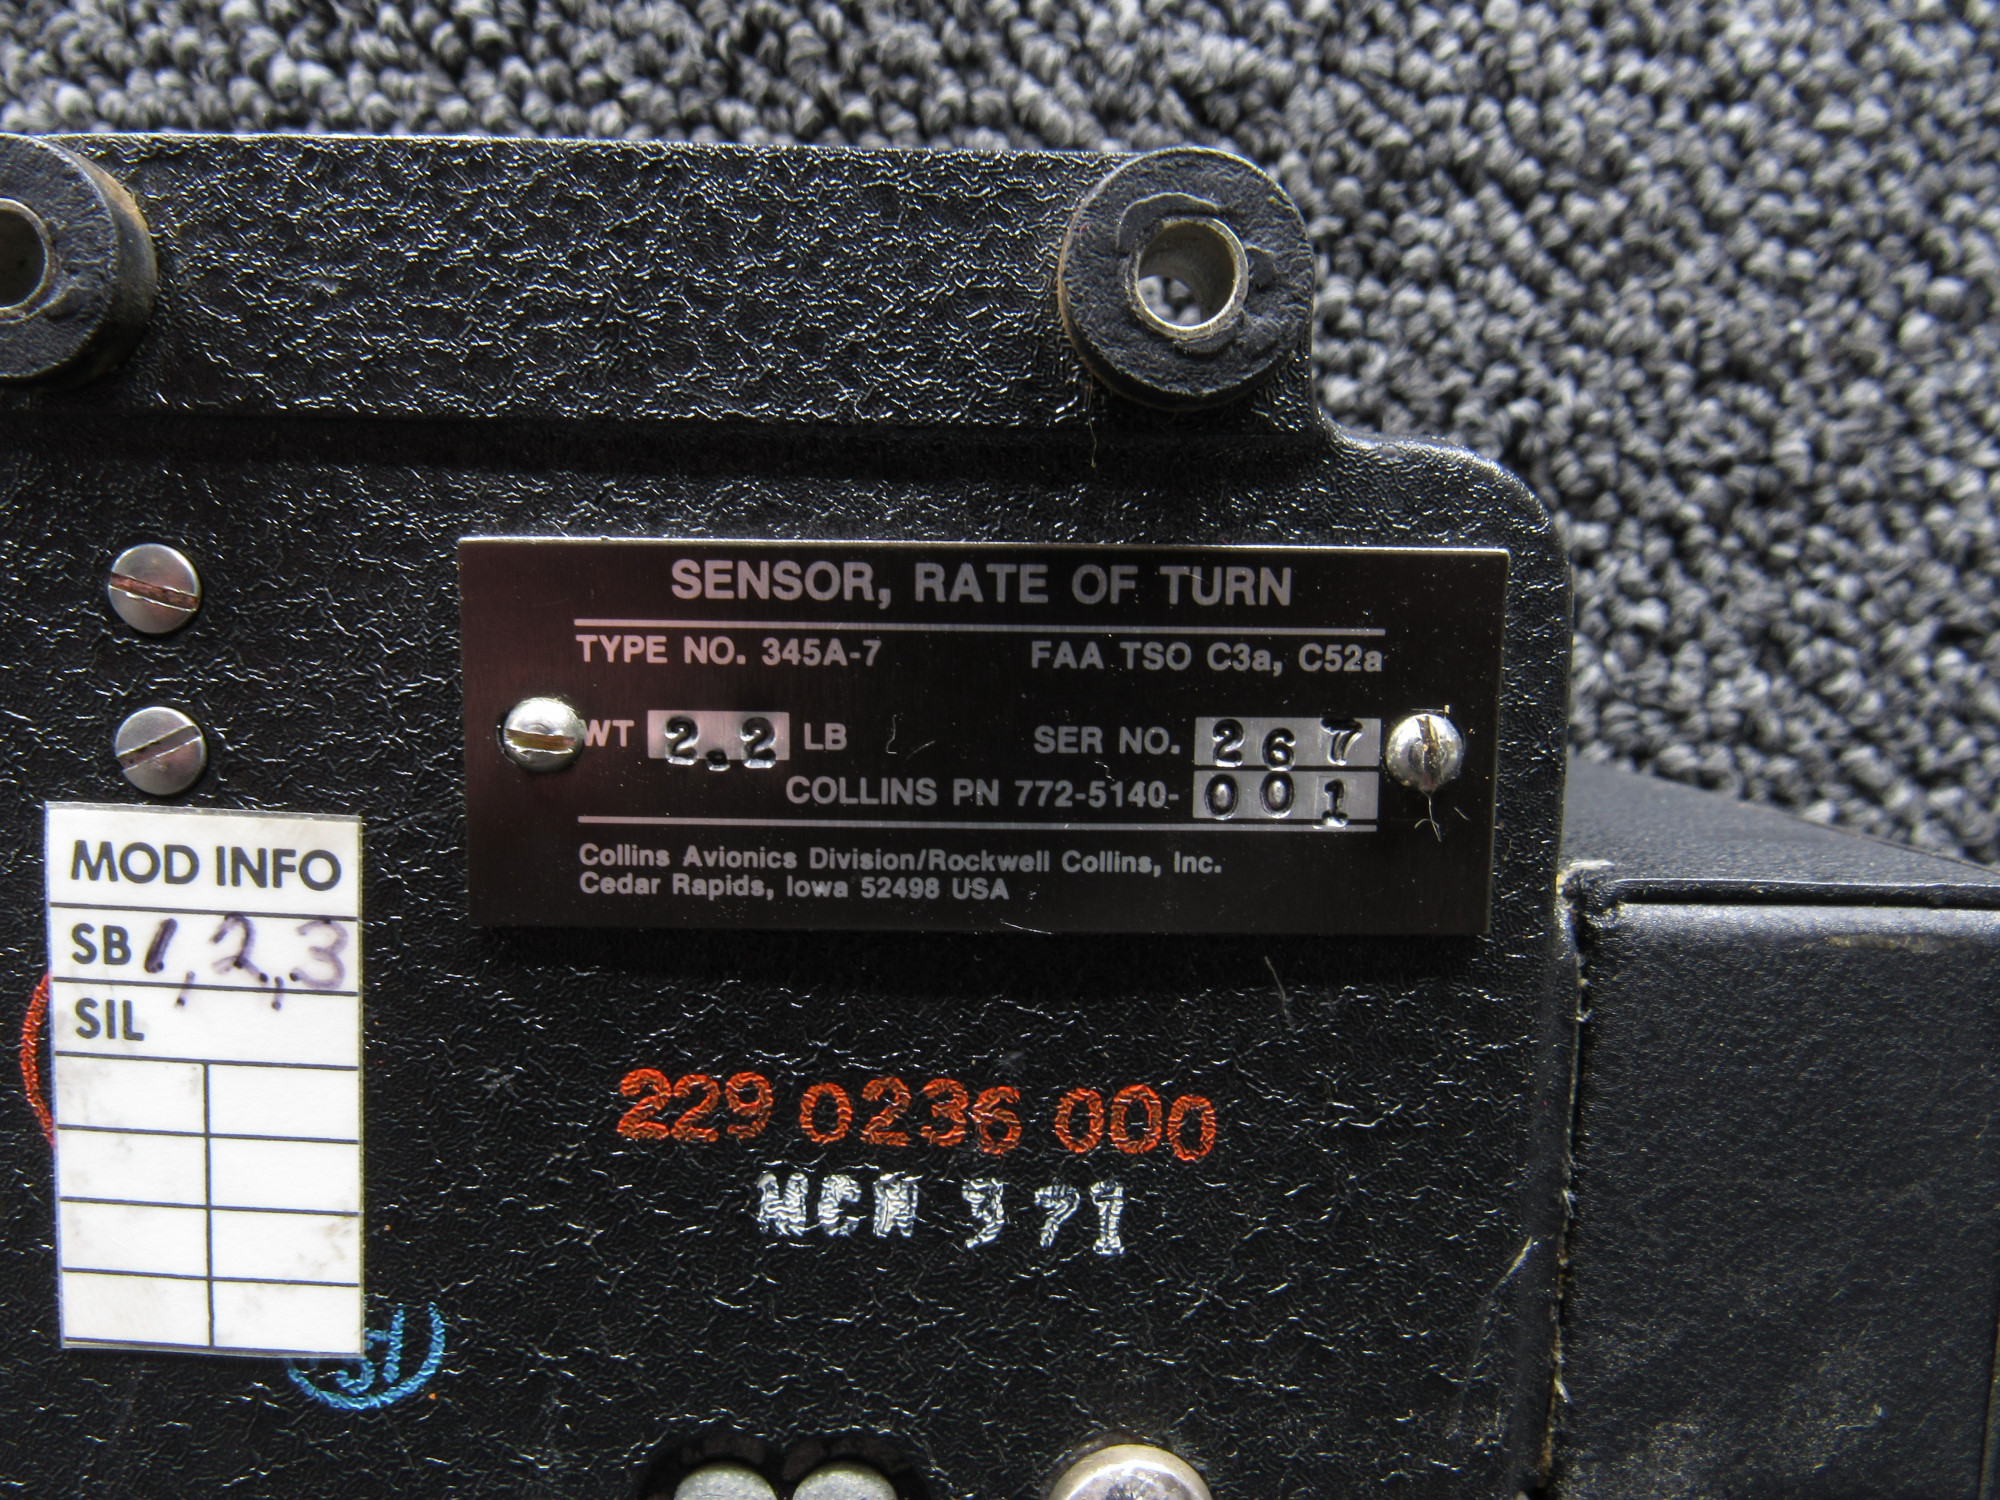 SENSOR, RATE OF TURN
TYPE NO. 345A-7 FAA TSO C3a, C52a
WT 2.2 LB SER NO. 267
COLLINS PN 772-5140-001
Collins Avionics Division/Rockwell Collins, Inc.
Cedar Rapids, Iowa 52498 USA
MOD INFO
SB 1,2,3
SIL
229 0236 000